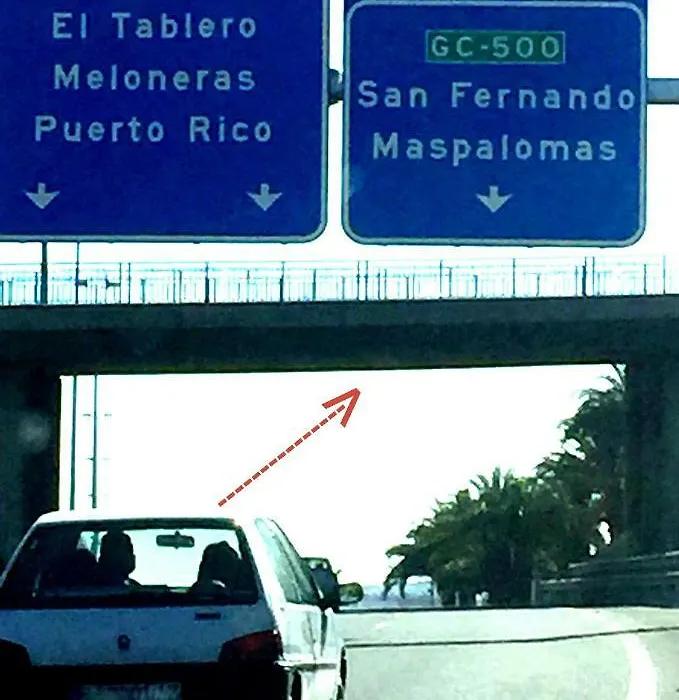 El Tablero
Meloneras
Puerto Rico
GC-500
San Fernando
Maspalomas